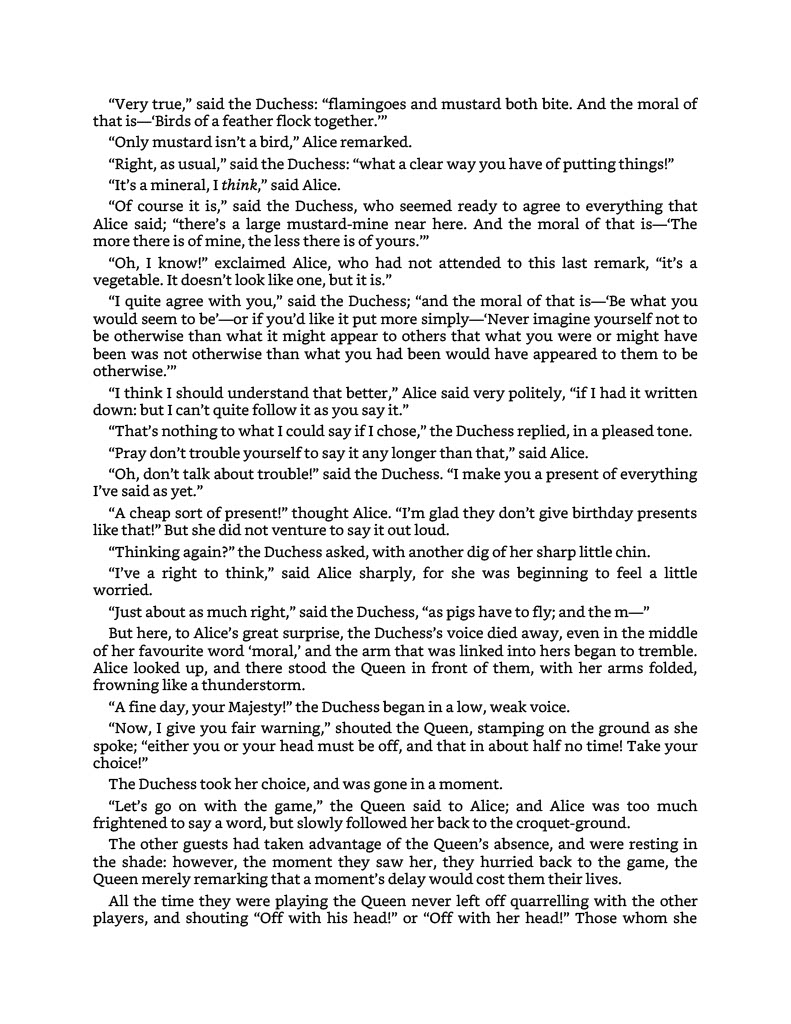 “Very true,” said the Duchess: “flamingoes and mustard both bite. And the moral of
that is—‘Birds of a feather flock together.’”
“Only mustard isn’t a bird,” Alice remarked.
“Right, as usual,” said the Duchess: “what a clear way you have of putting things!”
“It’s a mineral, I think,” said Alice.
“Of course it is,” said the Duchess, who seemed ready to agree to everything that
Alice said; “there’s a large mustard-mine near here. And the moral of that is—‘The
more there is of mine, the less there is of yours.’”
“Oh, I know!” exclaimed Alice, who had not attended to this last remark, “it’s a
vegetable. It doesn’t look like one, but it is.”
“I quite agree with you,” said the Duchess; “and the moral of that is—‘Be what you
would seem to be’—or if you’d like it put more simply—‘Never imagine yourself not to
be otherwise than what it might appear to others that what you were or might have
been was not otherwise than what you had been would have appeared to them to be
otherwise.’”
“I think I should understand that better,” Alice said very politely, “if I had it written
down: but I can’t quite follow it as you say it.”
“That’s nothing to what I could say if I chose,” the Duchess replied, in a pleased tone.
“Pray don’t trouble yourself to say it any longer than that,” said Alice.
“Oh, don’t talk about trouble!” said the Duchess. “I make you a present of everything
I’ve said as yet.”
“A cheap sort of present!” thought Alice. “I’m glad they don’t give birthday presents
like that!” But she did not venture to say it out loud.
“Thinking again?” the Duchess asked, with another dig of her sharp little chin.
“I’ve a right to think,” said Alice sharply, for she was beginning to feel a little
worried.
“Just about as much right,” said the Duchess, “as pigs have to fly; and the m—”
But here, to Alice’s great surprise, the Duchess’s voice died away, even in the middle
of her favourite word ‘moral,’ and the arm that was linked into hers began to tremble.
Alice looked up, and there stood the Queen in front of them, with her arms folded,
frowning like a thunderstorm.
“A fine day, your Majesty!” the Duchess began in a low, weak voice.
“Now, I give you fair warning,” shouted the Queen, stamping on the ground as she
spoke; “either you or your head must be off, and that in about half no time! Take your
choice!”
The Duchess took her choice, and was gone in a moment.
“Let’s go on with the game,” the Queen said to Alice; and Alice was too much
frightened to say a word, but slowly followed her back to the croquet-ground.
The other guests had taken advantage of the Queen’s absence, and were resting in
the shade: however, the moment they saw her, they hurried back to the game, the
Queen merely remarking that a moment’s delay would cost them their lives.
All the time they were playing the Queen never left off quarrelling with the other
players, and shouting “Off with his head!” or “Off with her head!” Those whom she